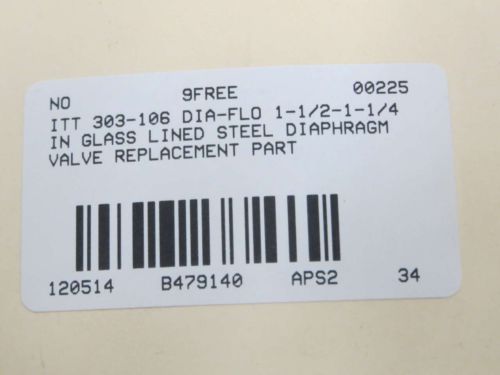 NO 9FREE 00225
ITT 303-106 DIA-FLO 1-1/2-1-1/4
IN GLASS LINED STEEL DIAPHRAGM
VALVE REPLACEMENT PART
120514 B479140 APS2 34